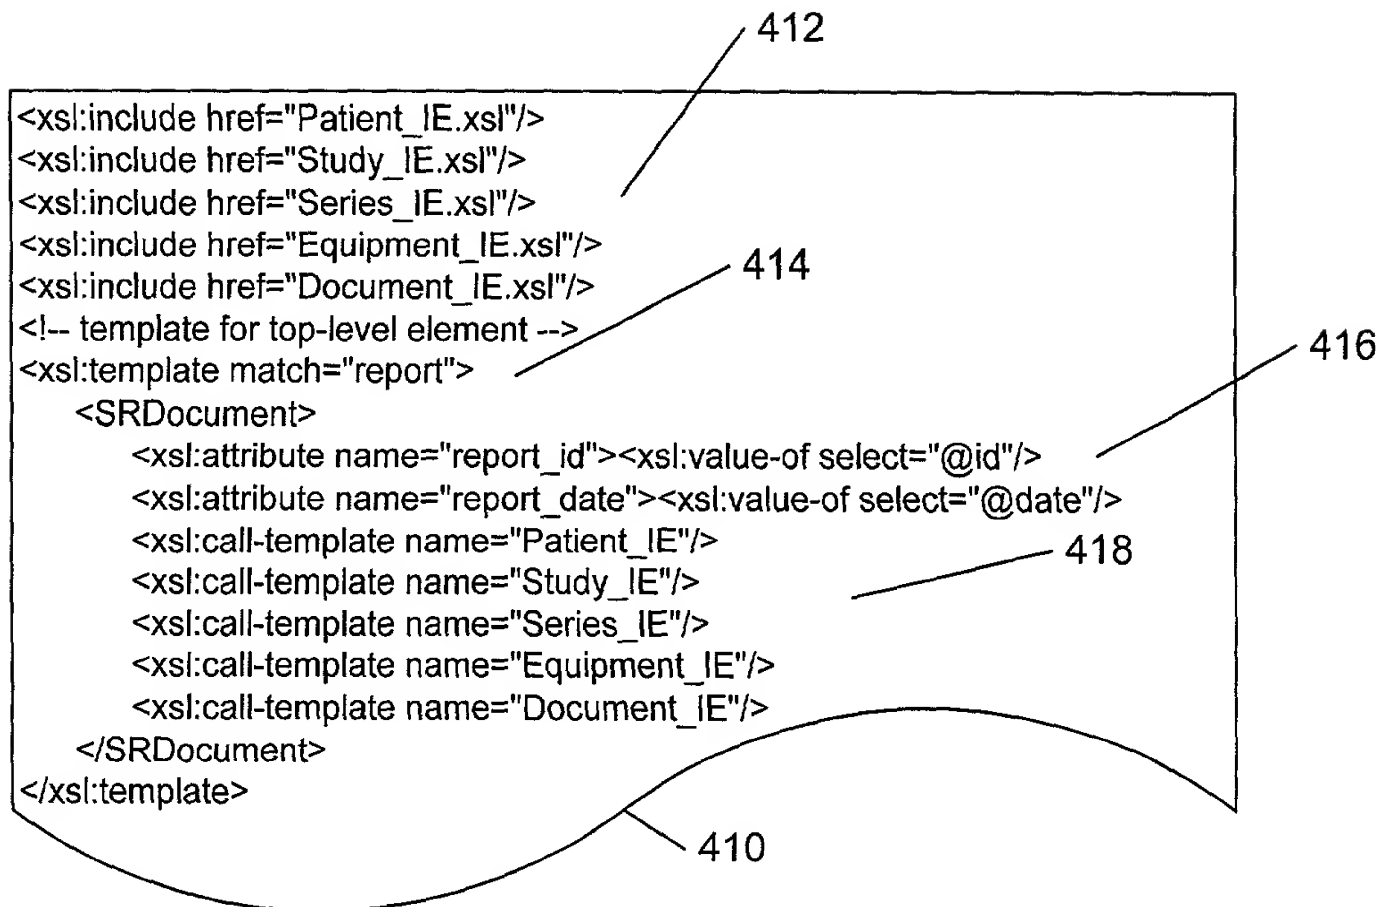 412
<xsl:include href="Patient_IE.xsl"/>
<xsl:include href="Study_IE.xsl"/>
<xsl:include href="Series_IE.xsl"/>
<xsl:include href="Equipment_IE.xsl"/>
<xsl:include href="Document_IE.xsl"/>
414
<!-- template for top-level element -->
<xsl:template match="report">
416
<SRDocument>
<xsl:attribute name="report_id"><xsl:value-of select="@id"/>
<xsl:attribute name="report_date"><xsl:value-of select="@date"/>
<xsl:call-template name="Patient_IE"/>
418
<xsl:call-template name="Study_IE"/>
<xsl:call-template name="Series_IE"/>
<xsl:call-template name="Equipment_IE"/>
<xsl:call-template name="Document_IE"/>
</SRDocument>
</xsl:template>
410